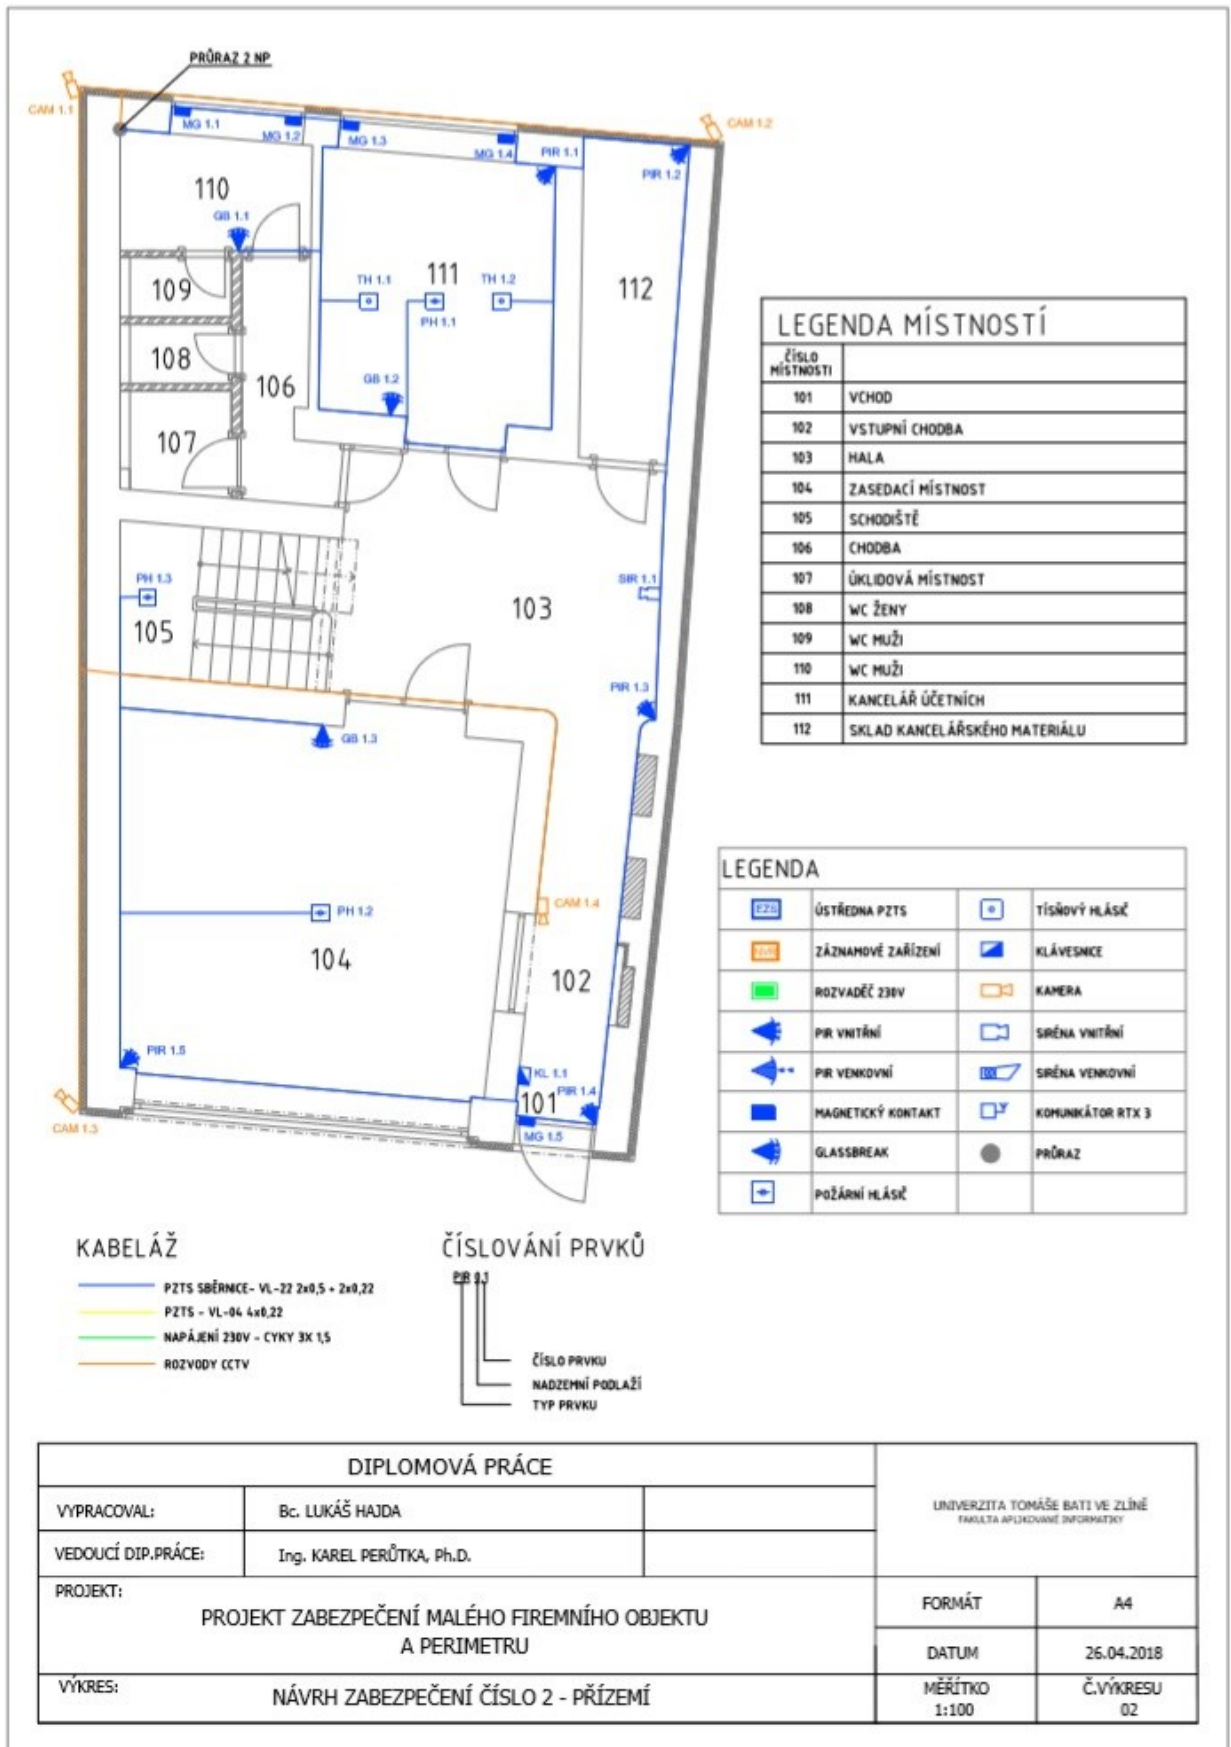 PRŮRAZ 2 NP
CAM 1.1
MG 1.1
MG 1.2
MG 1.3
MG 1.4
PIR 1.1
CAM 1.2
PIR 1.2
110
GB 1.1
109
TH 1.1
111
TH 1.2
PH 1.1
112
108
106
GB 1.2
107
PH 1.3
105
103
SIR 1.1
PIR 1.3
GB 1.3
PH 1.2
CAM 1.4
104
102
PIR 1.5
KL 1.1
PIR 1.4
101
MG 1.5
CAM 1.3
LEGENDA MÍSTNOSTÍ
ČÍSLO
MÍSTNOSTI
101 VCHOD
102 VSTUPNÍ CHODBA
103 HALA
104 ZASEDACÍ MÍSTNOST
105 SCHODIŠTĚ
106 CHODBA
107 ÚKLIDOVÁ MÍSTNOST
108 WC ŽENY
109 WC MUŽI
110 WC MUŽI
111 KANCELÁŘ ÚČETNÍCH
112 SKLAD KANCELÁŘSKÉHO MATERIÁLU
LEGENDA
EZS ÚSTŘEDNA PZTS TÍSŇOVÝ HLÁSIČ
ZÁZNAMOVÉ ZAŘÍZENÍ KLÁVESNICE
ROZVADĚČ 230V KAMERA
PIR VNITŘNÍ SIRÉNA VNITŘNÍ
PIR VENKOVNÍ SIRÉNA VENKOVNÍ
MAGNETICKÝ KONTAKT KOMUNIKÁTOR RTX 3
GLASSBREAK PRŮRAZ
POŽÁRNÍ HLÁSIČ
KABELÁŽ
PZTS SBĚRNICE- VL-22 2x0,5 + 2x0,22
PZTS - VL-04 4x0,22
NAPÁJENÍ 230V - CYKY 3X 1,5
ROZVODY CCTV
ČÍSLOVÁNÍ PRVKŮ
ČÍSLO PRVKU
NADZEMNÍ PODLAŽÍ
TYP PRVKU
DIPLOMOVÁ PRÁCE
VYPRACOVAL: Bc. LUKÁŠ HAJDA
VEDOUCÍ DIP.PRÁCE: Ing. KAREL PERŮTKA, Ph.D.
UNIVERZITA TOMÁŠE BATI VE ZLÍNĚ
FAKULTA APLIKOVANÉ INFORMATIKY
PROJEKT:
PROJEKT ZABEZPEČENÍ MALÉHO FIREMNÍHO OBJEKTU
A PERIMETRU
FORMÁT A4
DATUM 26.04.2018
VÝKRES: NÁVRH ZABEZPEČENÍ ČÍSLO 2 - PŘÍZEMÍ
MĚŘÍTKO
1:100
Č.VÝKRESU
02